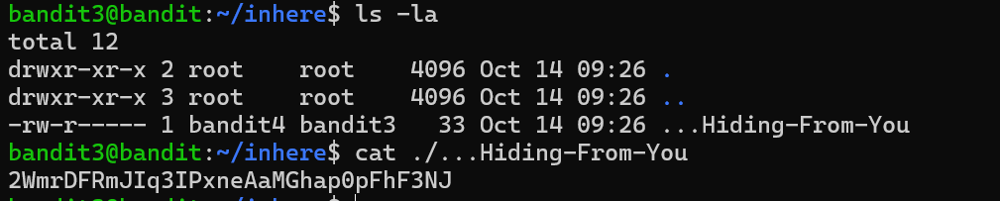 bandit3@bandit:~/inhere$ ls -la
total 12
drwxr-xr-x 2 root    root    4096 Oct 14 09:26 .
drwxr-xr-x 3 root    root    4096 Oct 14 09:26 ..
-rw-r----- 1 bandit4 bandit3   33 Oct 14 09:26 ...Hiding-From-You
bandit3@bandit:~/inhere$ cat ./...Hiding-From-You
2WmrDFRmJIq3IPxneAaMGhap0pFhF3NJ